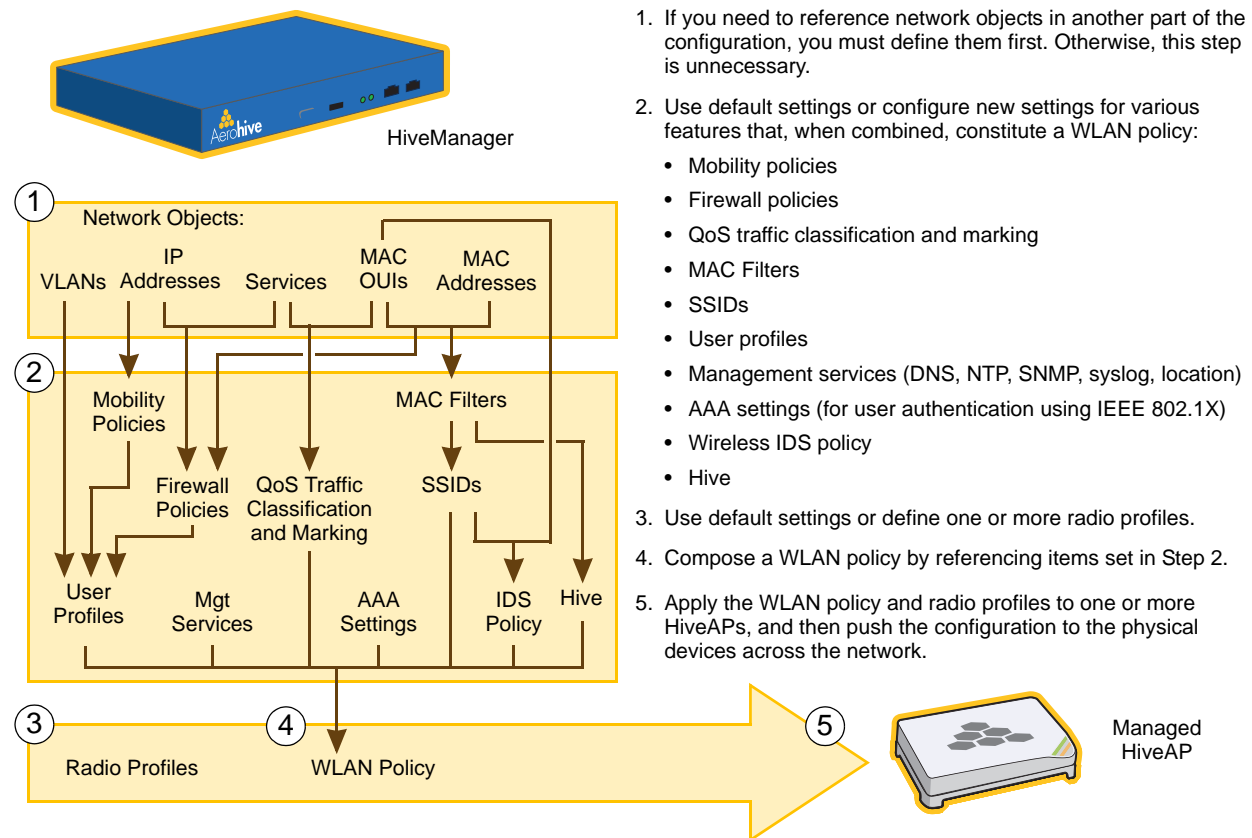 Aerohive
HiveManager
1
Network Objects:
VLANs
IP
Addresses
Services
MAC
OUIs
MAC
Addresses
2
Mobility
Policies
MAC Filters
Firewall
Policies
QoS Traffic
Classification
and Marking
SSIDs
User
Profiles
Mgt
Services
AAA
Settings
IDS
Policy
Hive
3
Radio Profiles
4
WLAN Policy
5
Managed
HiveAP
1. If you need to reference network objects in another part of the
configuration, you must define them first. Otherwise, this step
is unnecessary.
2. Use default settings or configure new settings for various
features that, when combined, constitute a WLAN policy:
• Mobility policies
• Firewall policies
• QoS traffic classification and marking
• MAC Filters
• SSIDs
• User profiles
• Management services (DNS, NTP, SNMP, syslog, location)
• AAA settings (for user authentication using IEEE 802.1X)
• Wireless IDS policy
• Hive
3. Use default settings or define one or more radio profiles.
4. Compose a WLAN policy by referencing items set in Step 2.
5. Apply the WLAN policy and radio profiles to one or more
HiveAPs, and then push the configuration to the physical
devices across the network.